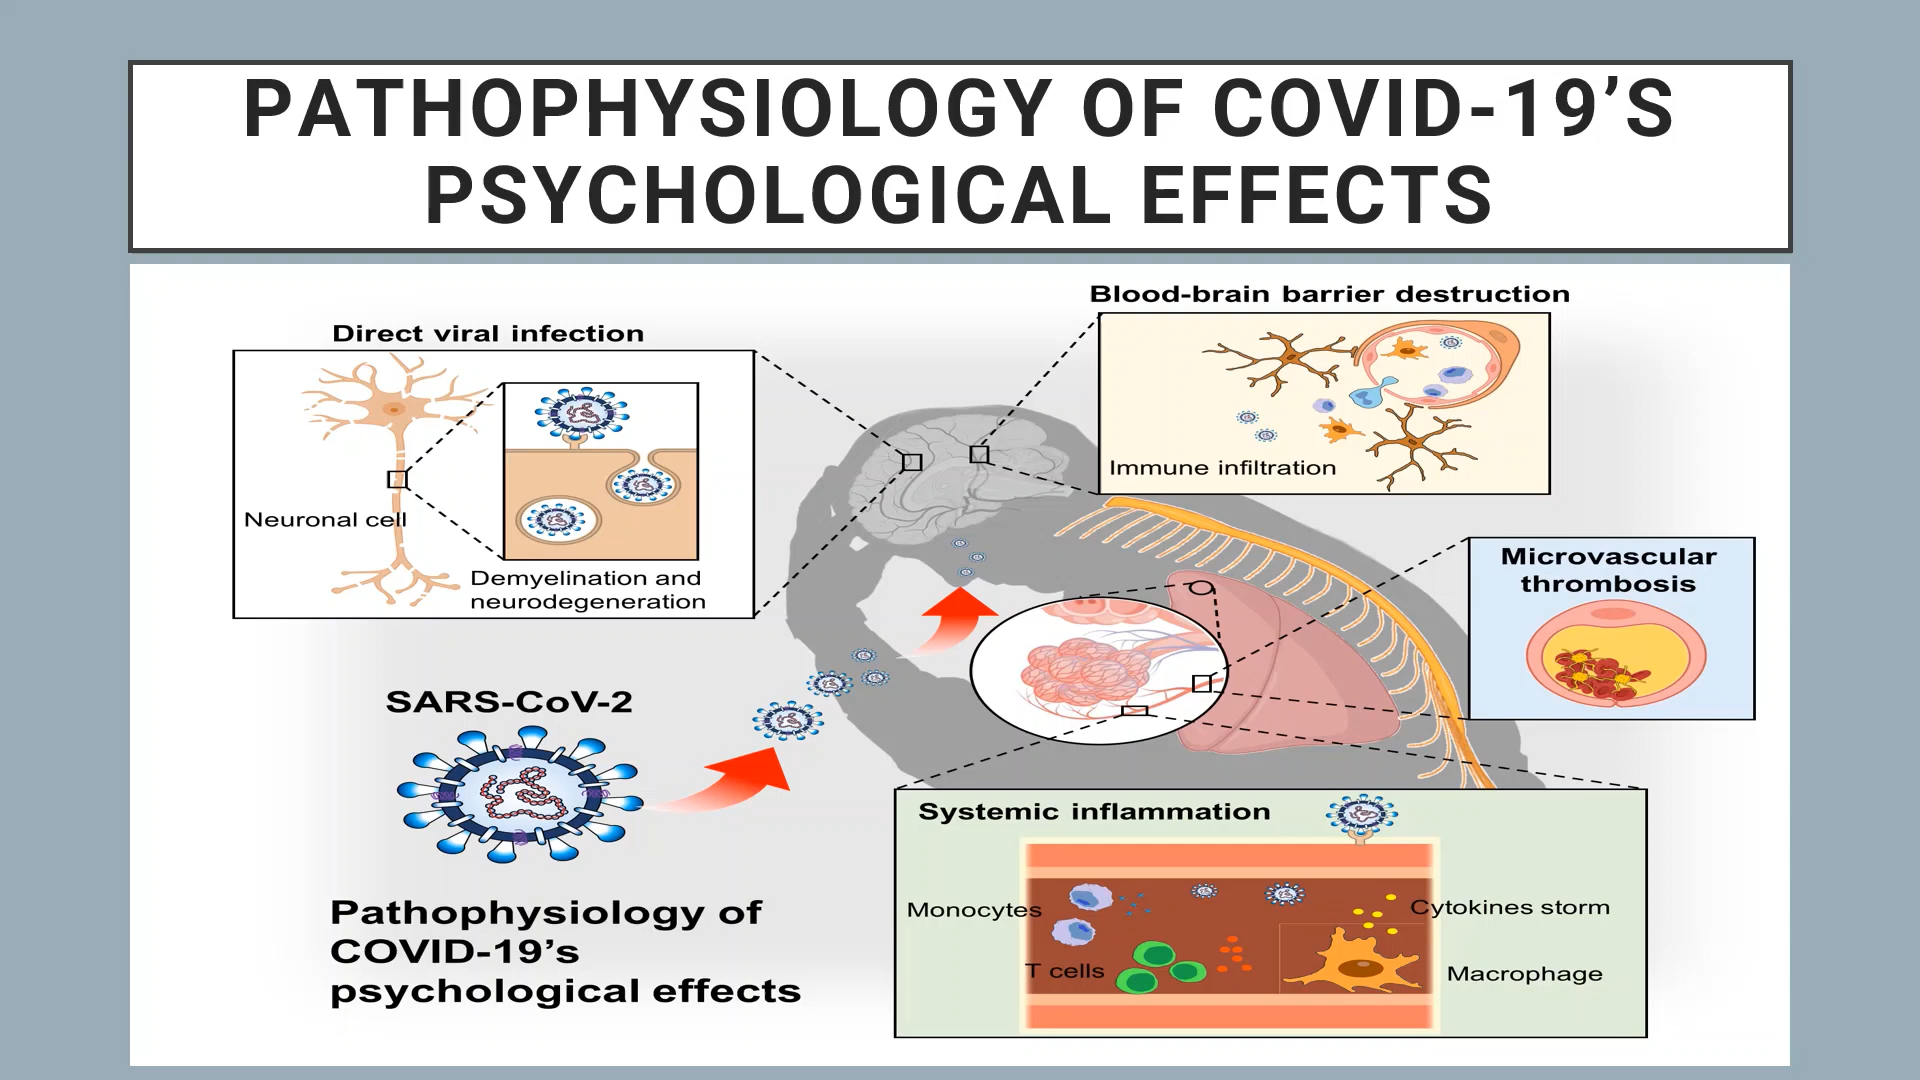 PATHOPHYSIOLOGY OF COVID-19’S
PSYCHOLOGICAL EFFECTS
Blood-brain barrier destruction
Immune infiltration
Direct viral infection
Neuronal cell
Demyelination and
neurodegeneration
Microvascular
thrombosis
SARS-CoV-2
Systemic inflammation
Monocytes
Cytokines storm
T cells
Macrophage
Pathophysiology of
COVID-19’s
psychological effects